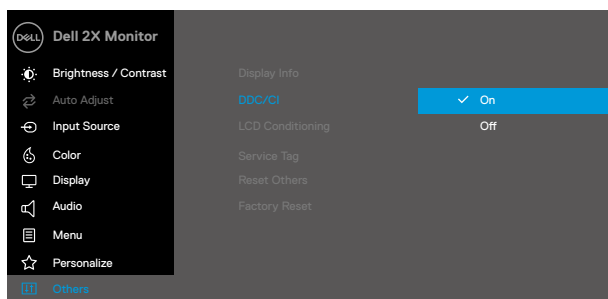 DELL Dell 2X Monitor
Brightness / Contrast Display Info
Auto Adjust DDC/CI On
Input Source LCD Conditioning Off
Color Service Tag
Display Reset Others
Audio Factory Reset
Menu
Personalize
Others